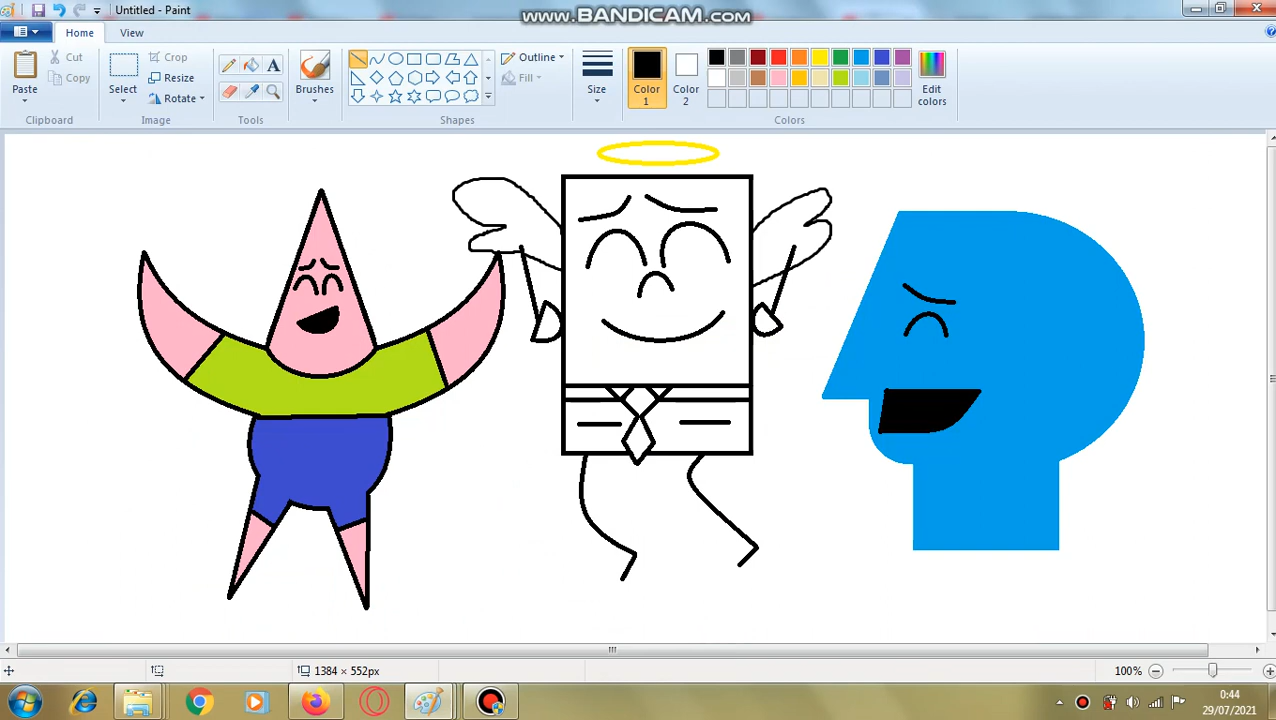 Untitled - Paint
www.BANDICAM.com
Home
View
Paste
Cut
Copy
Clipboard
Select
Crop
Resize
Rotate
Image
A
Tools
Brushes
Outline
Fill
Shapes
Size
Color 1
Color 2
Edit colors
Colors
1384 × 552px
100%
0:44
29/07/2021